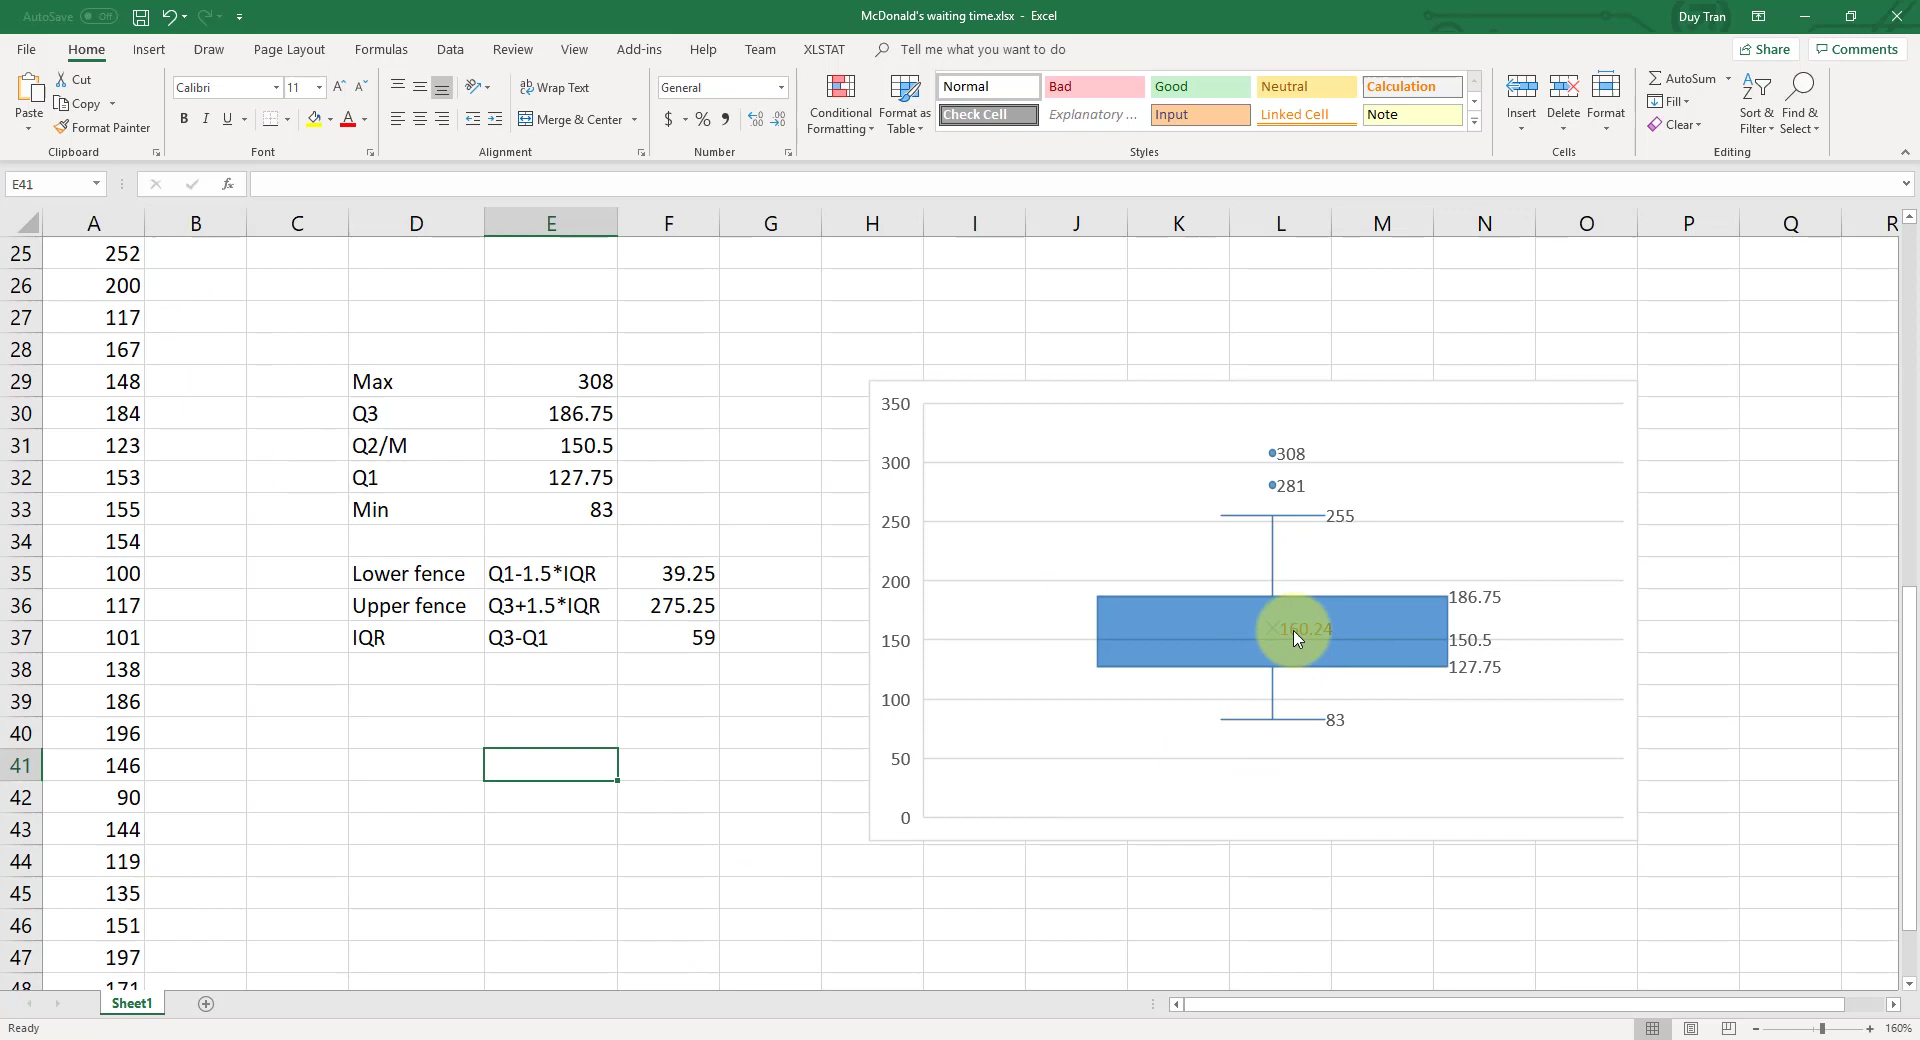 AutoSave Off McDonald's waiting time.xlsx - Excel Duy Tran
File Home Insert Draw Page Layout Formulas Data Review View Add-ins Help Team XLSTAT Tell me what you want to do Share Comments
Paste Cut Copy Format Painter
Clipboard
Calibri 11
B I U
Font
Wrap Text
Merge & Center
Alignment
General
$ % 9
Number
Conditional Formatting
Format as Table
Normal Bad Good Neutral Calculation
Check Cell Explanatory ... Input Linked Cell Note
Styles
Insert Delete Format
Cells
AutoSum
Fill
Clear
Sort & Filter
Find & Select
Editing
E41 fx
A B C D E F G H I J K L M N O P Q R
25 252
26 200
27 117
28 167
29 148 Max 308
30 184 Q3 186.75
31 123 Q2/M 150.5
32 153 Q1 127.75
33 155 Min 83
34 154
35 100 Lower fence Q1-1.5*IQR 39.25
36 117 Upper fence Q3+1.5*IQR 275.25
37 101 IQR Q3-Q1 59
38 138
39 186
40 196
41 146
42 90
43 144
44 119
45 135
46 151
47 197
48 171
350
300
250
200
150
100
50
0
308
281
255
186.75
160.24
150.5
127.75
83
Sheet1
Ready 160%